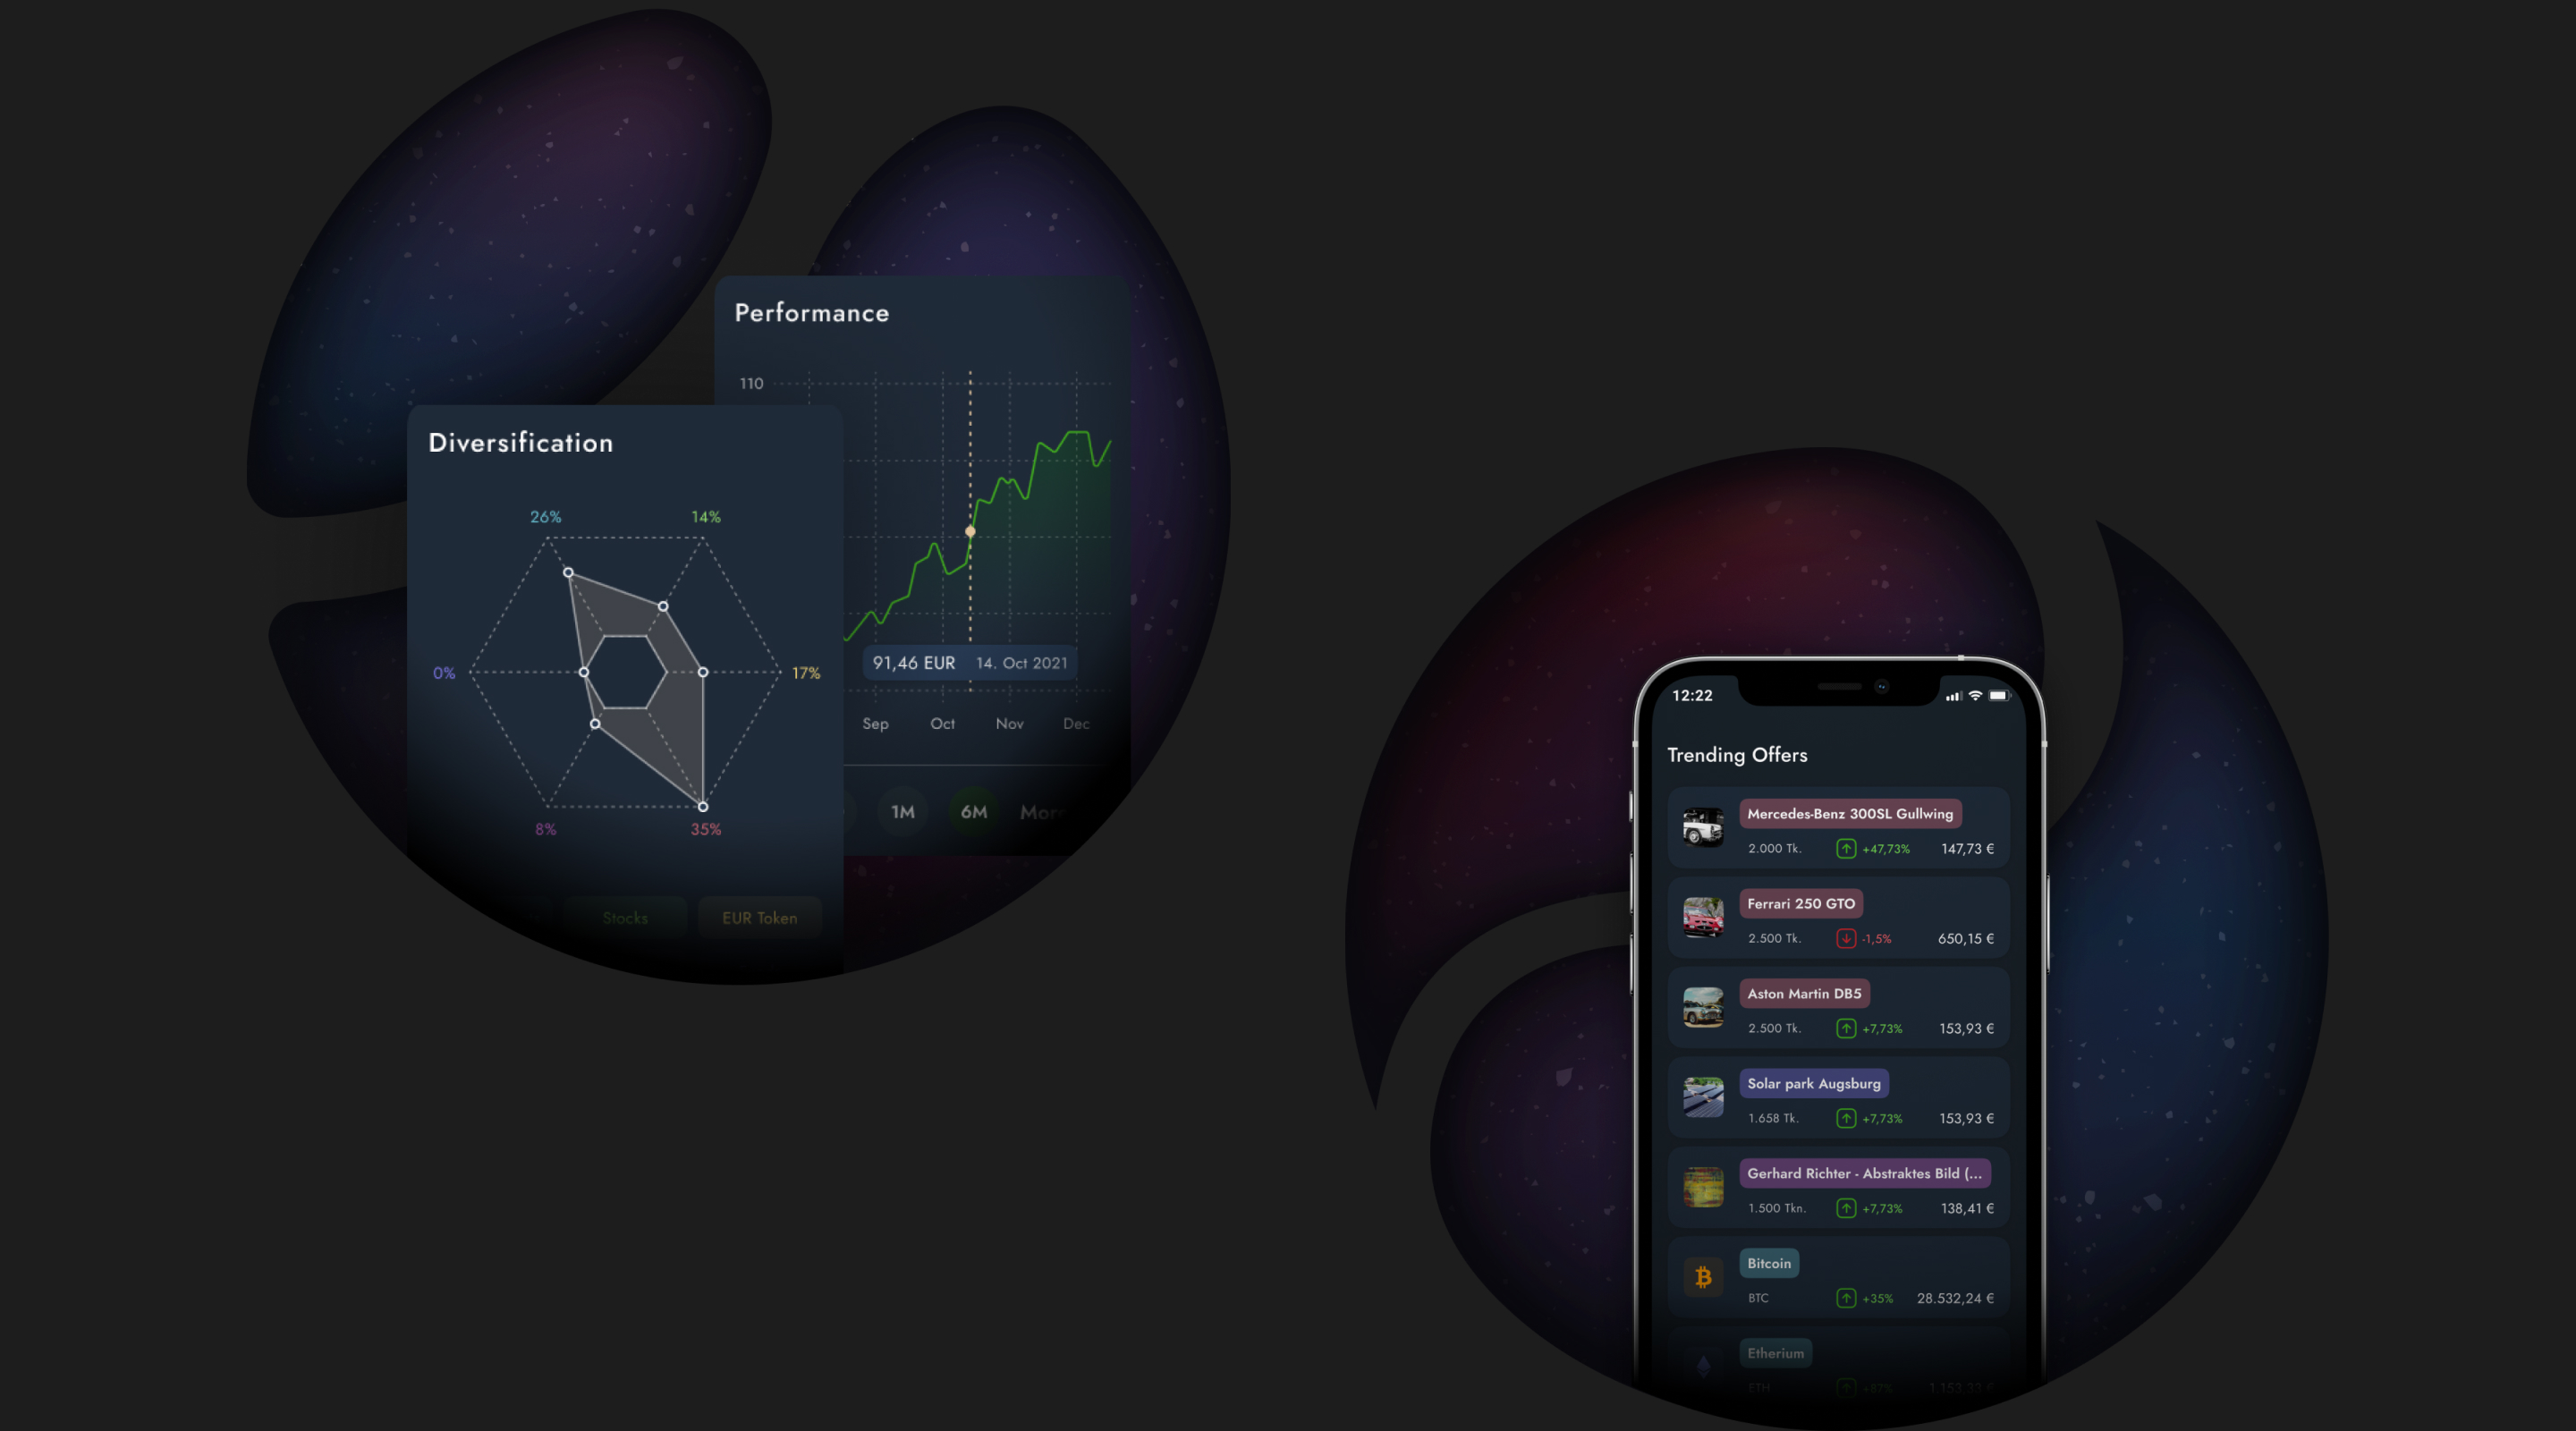 Performance
110
91,46 EUR 14. Oct 2021
Sep Oct Nov Dec
1M 6M
Diversification
26% 14%
0% 17%
8% 35%
Stocks EUR Token
12:22
Trending Offers
Mercedes-Benz 300SL Gullwing
2.000 Tk. +47,73% 147,73 €
Ferrari 250 GTO
2.500 Tk. -1,5% 650,15 €
Aston Martin DB5
2.500 Tk. +7,73% 153,93 €
Solar park Augsburg
1.658 Tk. +7,73% 153,93 €
Gerhard Richter - Abstraktes Bild (...
1.500 Tkn. +7,73% 138,41 €
Bitcoin
BTC +35% 28.532,24 €
Etherium
ETH +87% 1.153,33 €